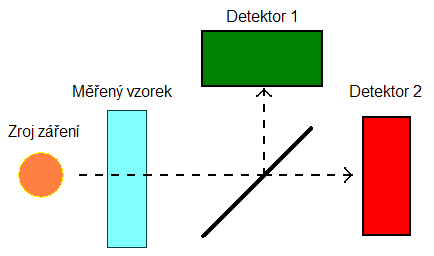 Detektor 1
Měřený vzorek
Detektor 2
Zroj záření